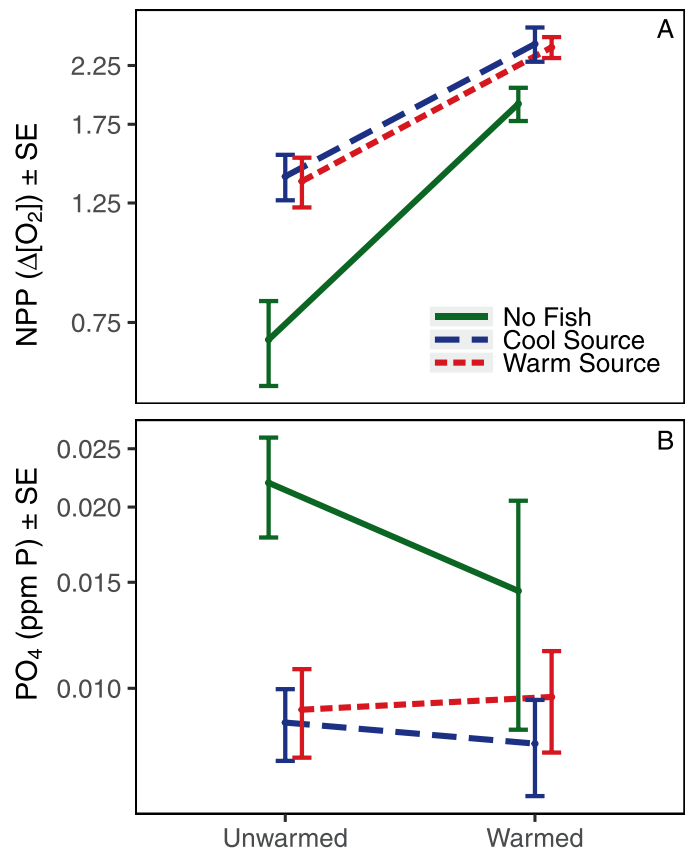 A
NPP (Δ[O₂]) ± SE
2.25
1.75
1.25
0.75
No Fish
Cool Source
Warm Source
B
PO₄ (ppm P) ± SE
0.025
0.020
0.015
0.010
Unwarmed
Warmed